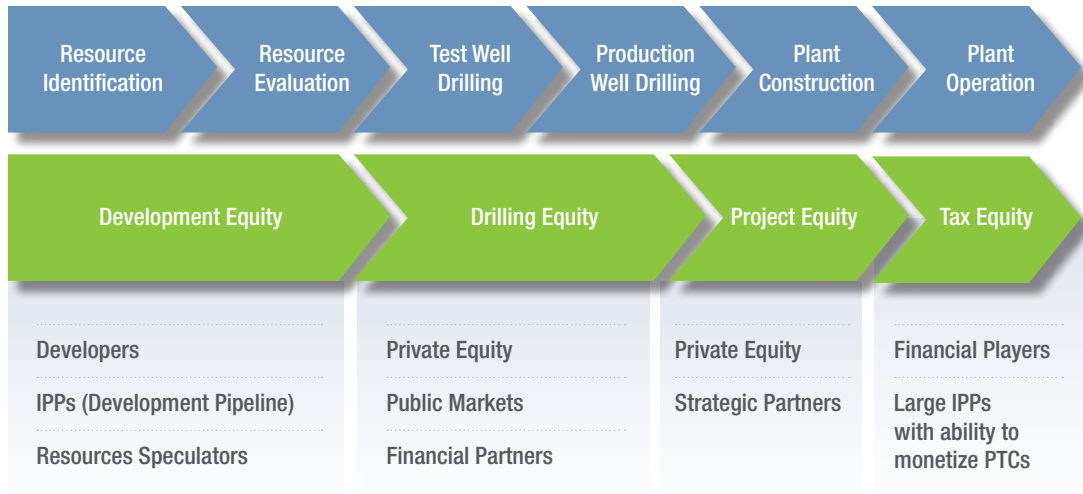 Resource
Identification
Resource
Evaluation
Test Well
Drilling
Production
Well Drilling
Plant
Construction
Plant
Operation
Development Equity
Drilling Equity
Project Equity
Tax Equity
Developers
IPPs (Development Pipeline)
Resources Speculators
Private Equity
Public Markets
Financial Partners
Private Equity
Strategic Partners
Financial Players
Large IPPs
with ability to
monetize PTCs